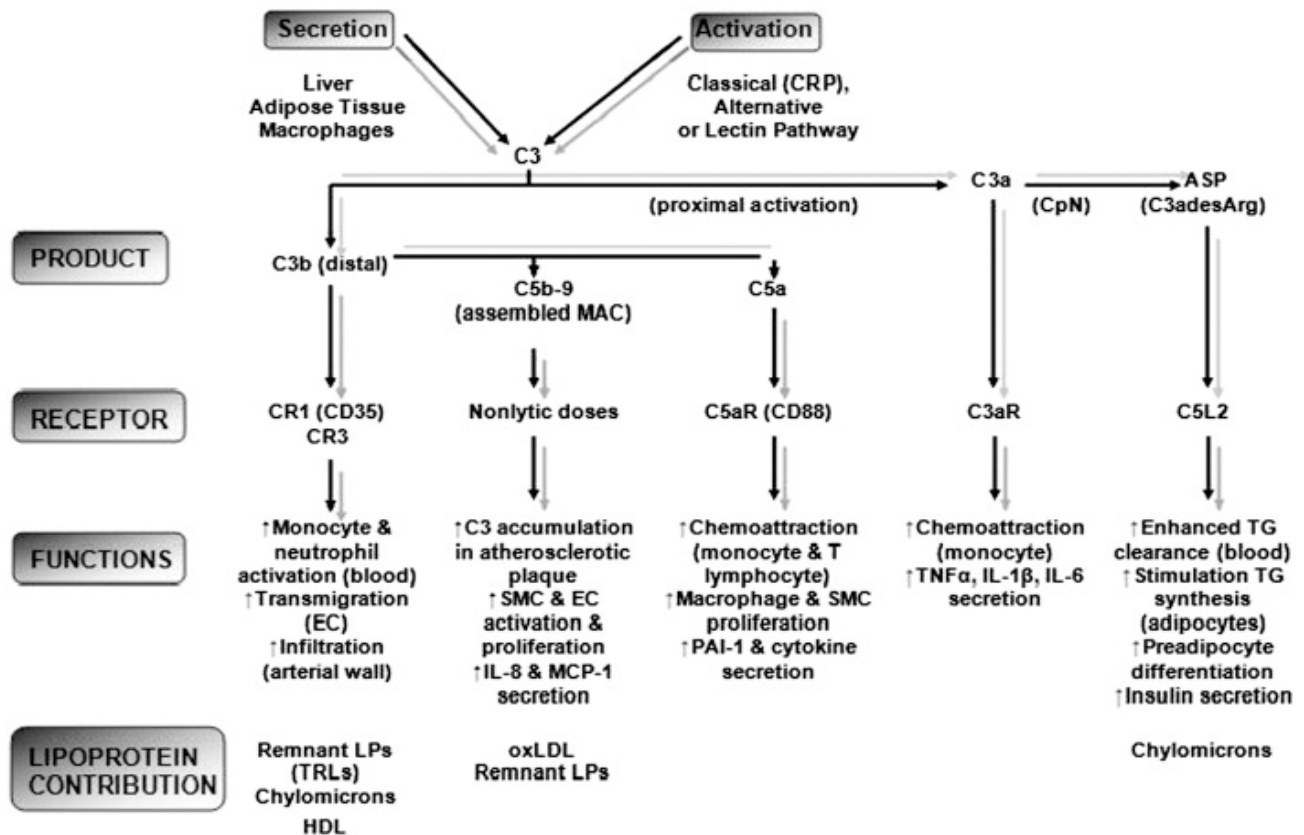 Secretion
Activation
Liver
Adipose Tissue
Macrophages
Classical (CRP),
Alternative
or Lectin Pathway
C3
(proximal activation)
C3a
(CpN)
ASP
(C3adesArg)
PRODUCT
C3b (distal)
C5b-9
(assembled MAC)
C5a
RECEPTOR
CR1 (CD35)
CR3
Nonlytic doses
C5aR (CD88)
C3aR
C5L2
FUNCTIONS
↑Monocyte &
neutrophil
activation (blood)
↑Transmigration
(EC)
↑Infiltration
(arterial wall)
↑C3 accumulation
in atherosclerotic
plaque
↑SMC & EC
activation &
proliferation
↑IL-8 & MCP-1
secretion
↑Chemoattraction
(monocyte & T
lymphocyte)
↑Macrophage & SMC
proliferation
↑PAI-1 & cytokine
secretion
↑Chemoattraction
(monocyte)
↑TNFα, IL-1β, IL-6
secretion
↑Enhanced TG
clearance (blood)
↑Stimulation TG
synthesis
(adipocytes)
↑Preadipocyte
differentiation
↑Insulin secretion
LIPOPROTEIN
CONTRIBUTION
Remnant LPs
(TRLs)
Chylomicrons
HDL
oxLDL
Remnant LPs
Chylomicrons